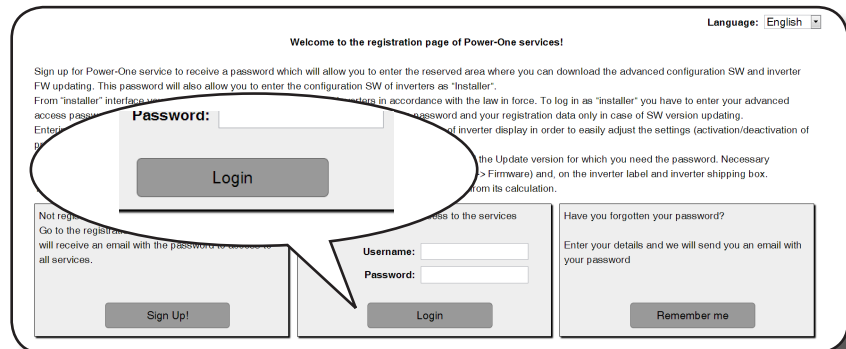 Language: English
Welcome to the registration page of Power-One services!
Sign up for Power-One service to receive a password which will allow you to enter the reserved area where you can download the advanced configuration SW and inverter
FW updating. This password will also allow you to enter the configuration SW of inverters as "Installer".
From "installer" interface in accordance with the law in force. To log in as "installer" you have to enter your advanced
access password and your registration data only in case of SW version updating.
of inverter display in order to easily adjust the settings (activation/deactivation of
the Update version for which you need the password. Necessary
-> Firmware) and, on the inverter label and inverter shipping box.
from its calculation.
Password:
Login
Not
Go to the
will receive an email with the password to access to
all services.
Sign Up!
to the services
Username:
Password:
Login
Have you forgotten your password?
Enter your details and we will send you an email with
your password
Remember me